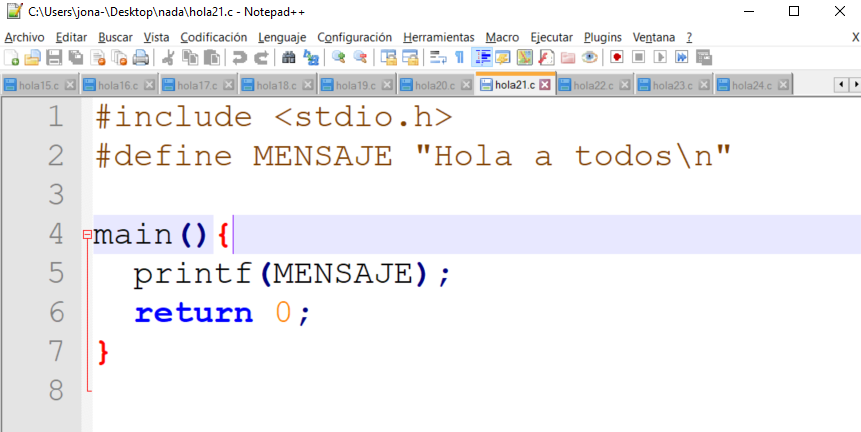 C:\Users\jona-\Desktop\nada\hola21.c - Notepad++
Archivo Editar Buscar Vista Codificación Lenguaje Configuración Herramientas Macro Ejecutar Plugins Ventana ? X
hola15.c hola16.c hola17.c hola18.c hola19.c hola20.c hola21.c hola22.c hola23.c hola24.c
1 #include <stdio.h>
2 #define MENSAJE "Hola a todos\n"
3
4 main(){
5 printf(MENSAJE);
6 return 0;
7 }
8